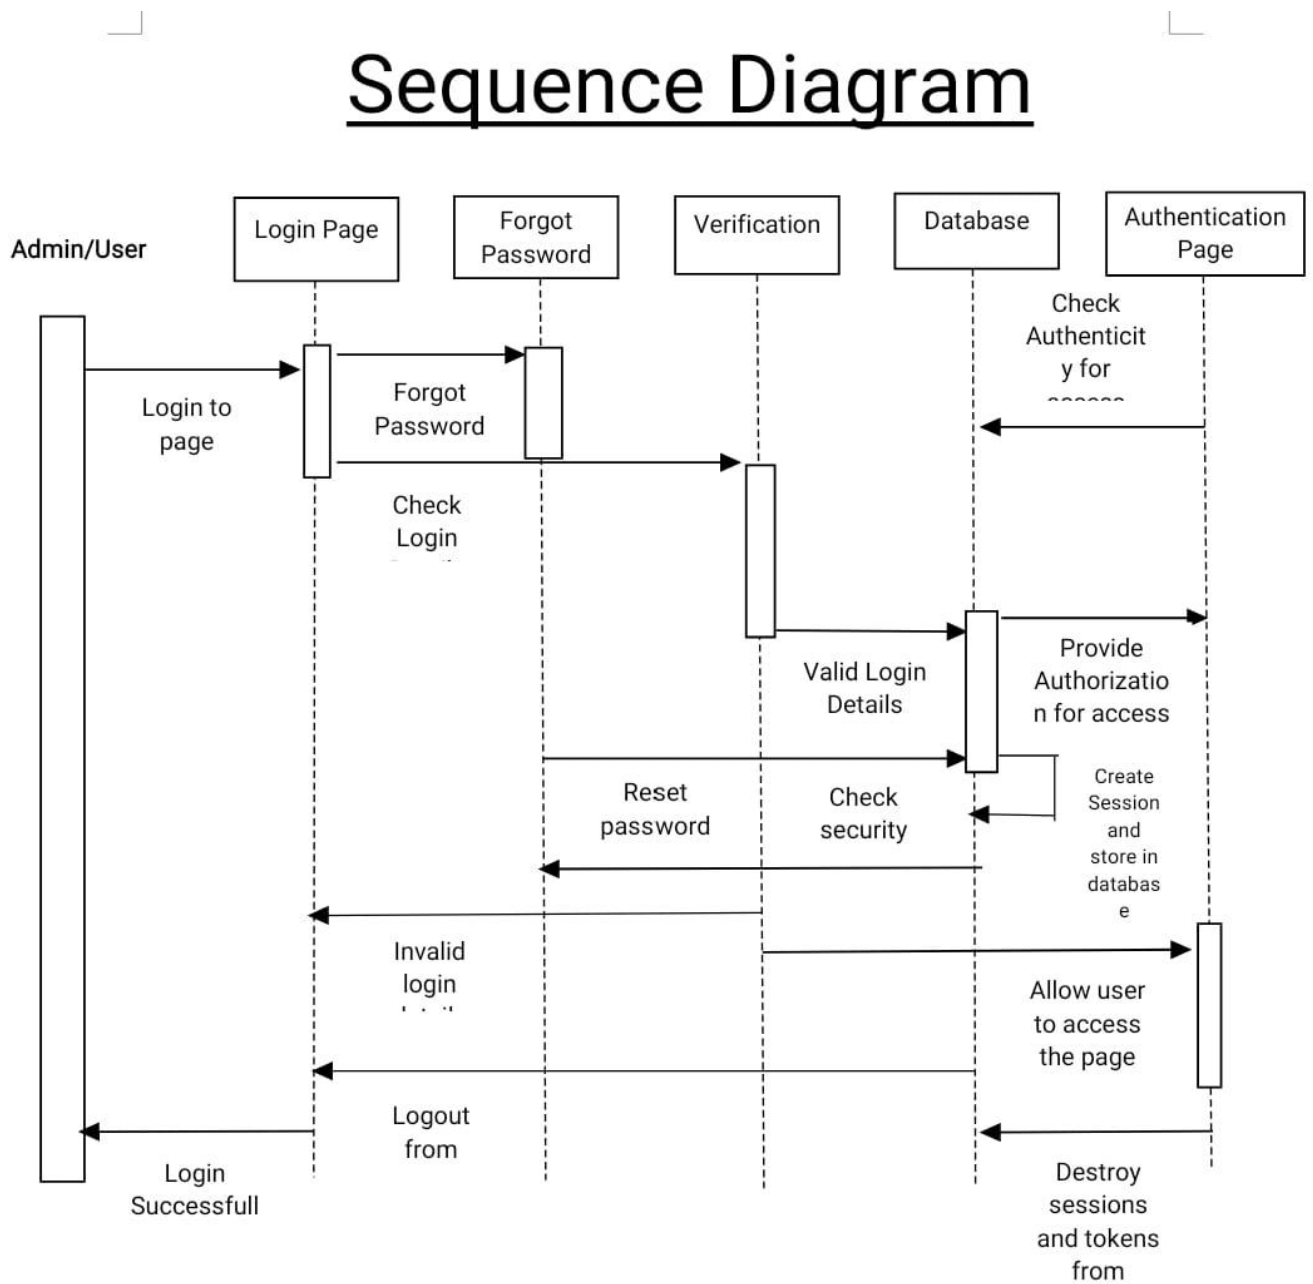 Sequence Diagram
Admin/User
Login Page
Forgot
Password
Verification
Database
Authentication
Page
Check
Authenticit
y for
Login to
page
Forgot
Password
Check
Login
Valid Login
Details
Provide
Authorizatio
n for access
Reset
password
Check
security
Create
Session
and
store in
databas
e
Invalid
login
Allow user
to access
the page
Logout
from
Login
Successfull
Destroy
sessions
and tokens
from